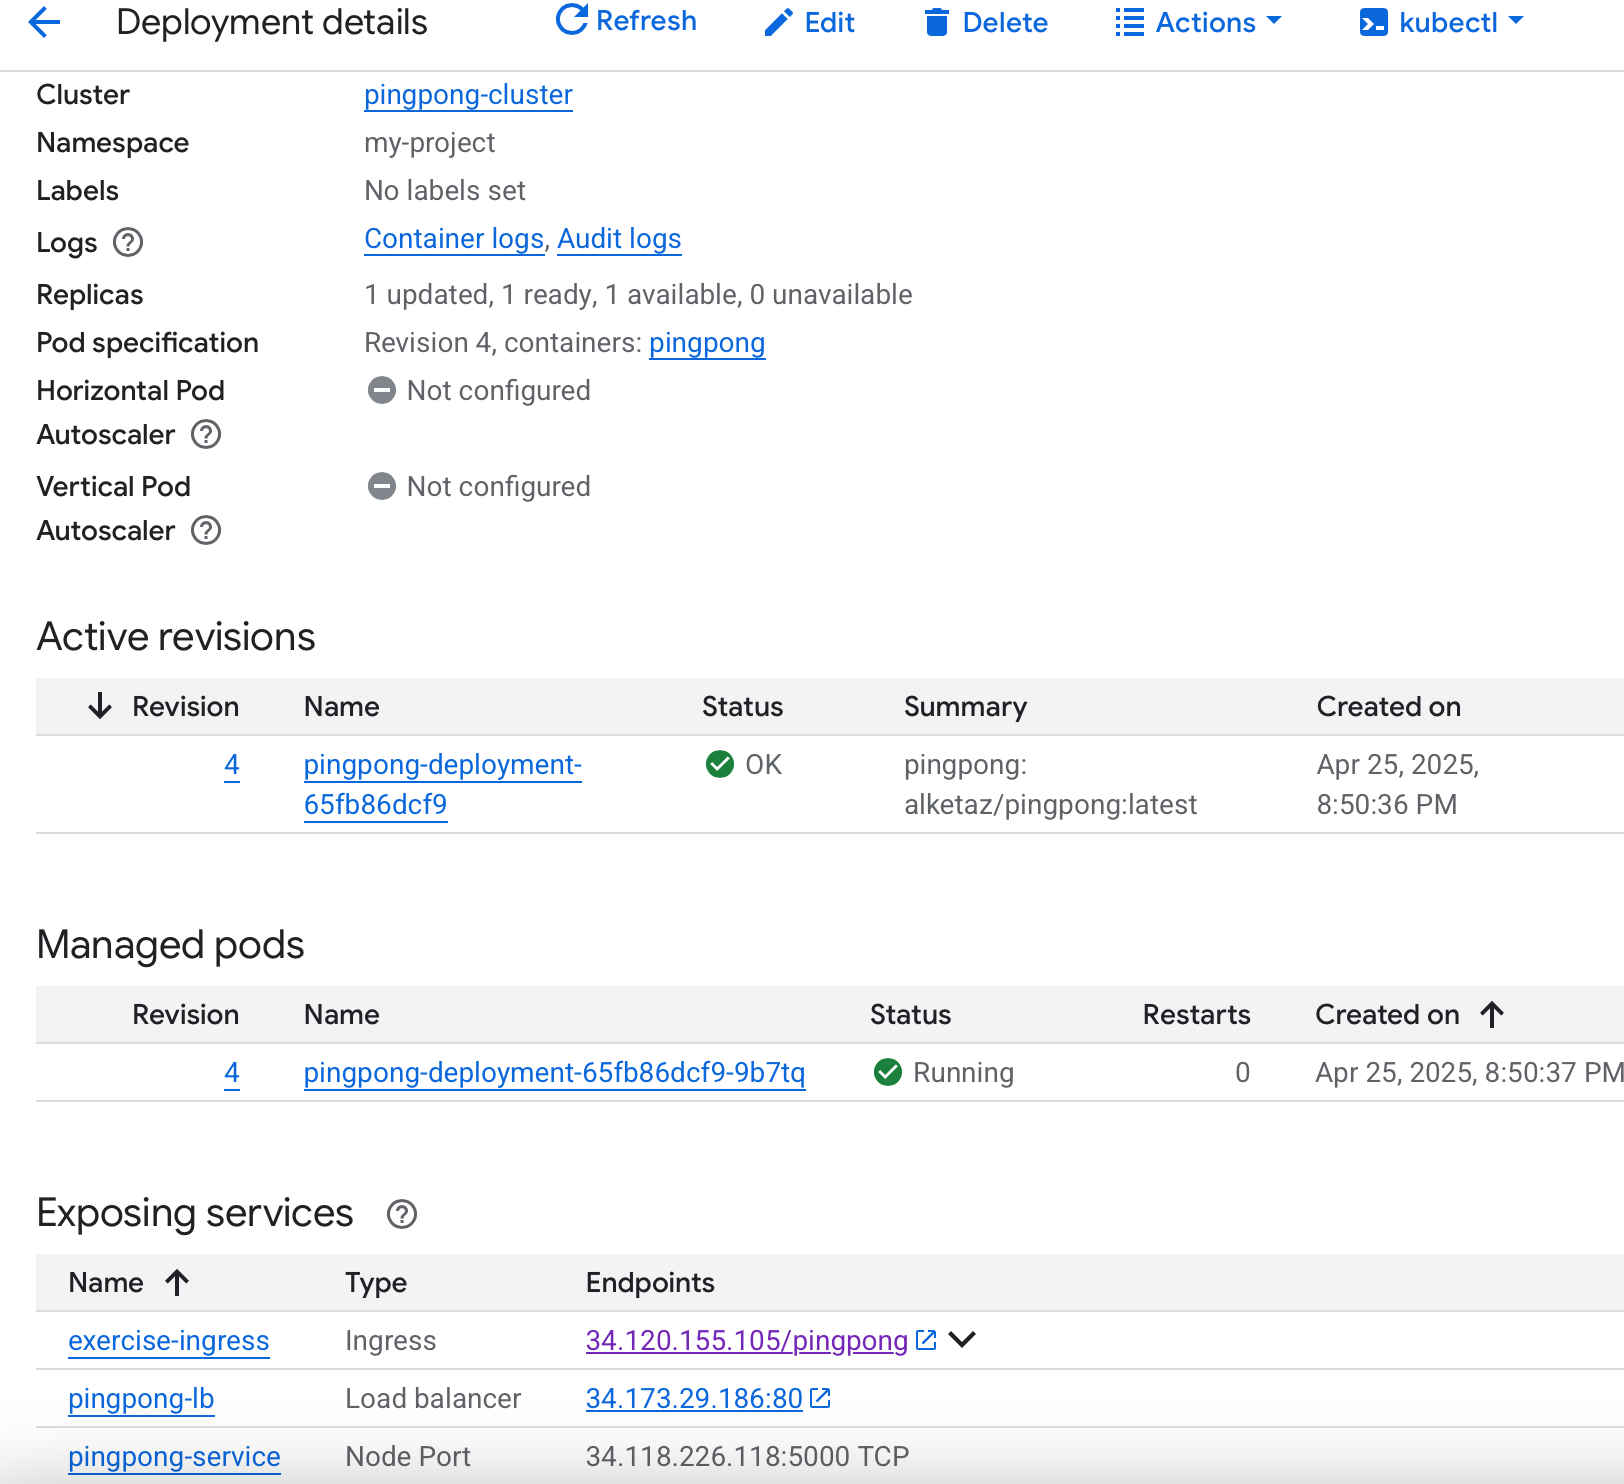 Deployment details Refresh Edit Delete Actions kubectl
Cluster pingpong-cluster
Namespace my-project
Labels No labels set
Logs Container logs, Audit logs
Replicas 1 updated, 1 ready, 1 available, 0 unavailable
Pod specification Revision 4, containers: pingpong
Horizontal Pod Not configured
Autoscaler
Vertical Pod Not configured
Autoscaler
Active revisions
Revision Name Status Summary Created on
4 pingpong-deployment- OK pingpong: Apr 25, 2025,
65fb86dcf9 alketaz/pingpong:latest 8:50:36 PM
Managed pods
Revision Name Status Restarts Created on
4 pingpong-deployment-65fb86dcf9-9b7tq Running 0 Apr 25, 2025, 8:50:37 PM
Exposing services
Name Type Endpoints
exercise-ingress Ingress 34.120.155.105/pingpong
pingpong-lb Load balancer 34.173.29.186:80
pingpong-service Node Port 34.118.226.118:5000 TCP